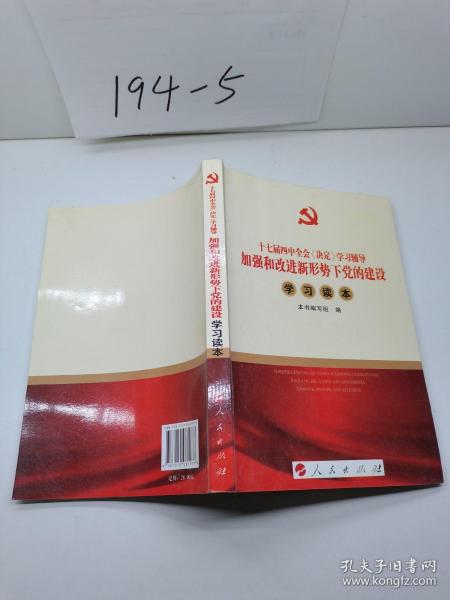 194-5
十七届四中全会《决定》学习辅导
加强和改进新形势下党的建设
学习读本
本书编写组 编
人民出版社
十七届四中全会《决定》学习辅导
加强和改进新形势下党的建设学习读本
人民出版社
孔夫子旧书网
www.kongfz.com